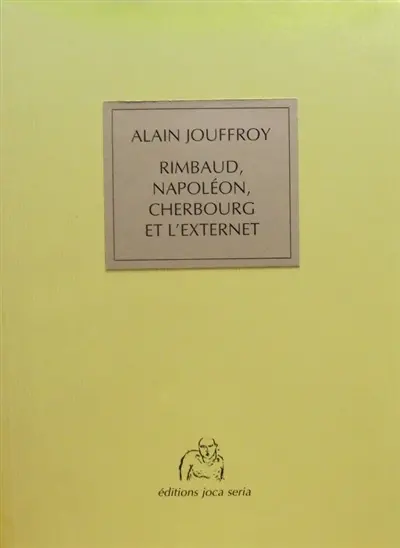 ALAIN JOUFFROY
RIMBAUD,
NAPOLÉON,
CHERBOURG
ET L'EXTERNET
éditions joca seria